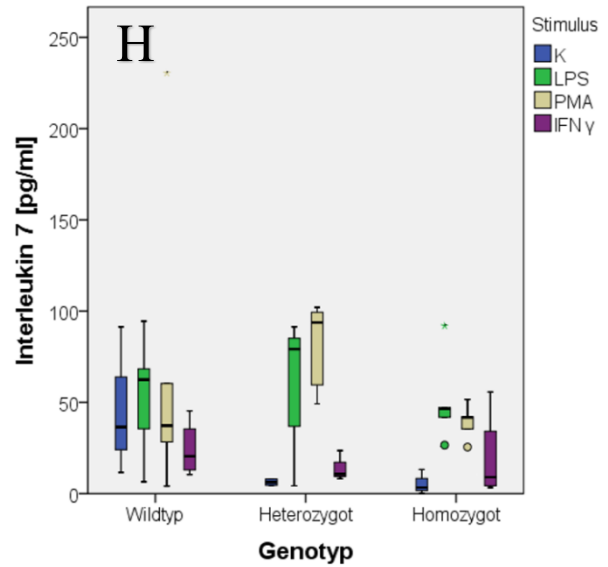 H
Stimulus
K
LPS
PMA
IFN γ
Interleukin 7 [pg/ml]
250
200
150
100
50
0
Wildtyp Heterozygot Homozygot
Genotyp